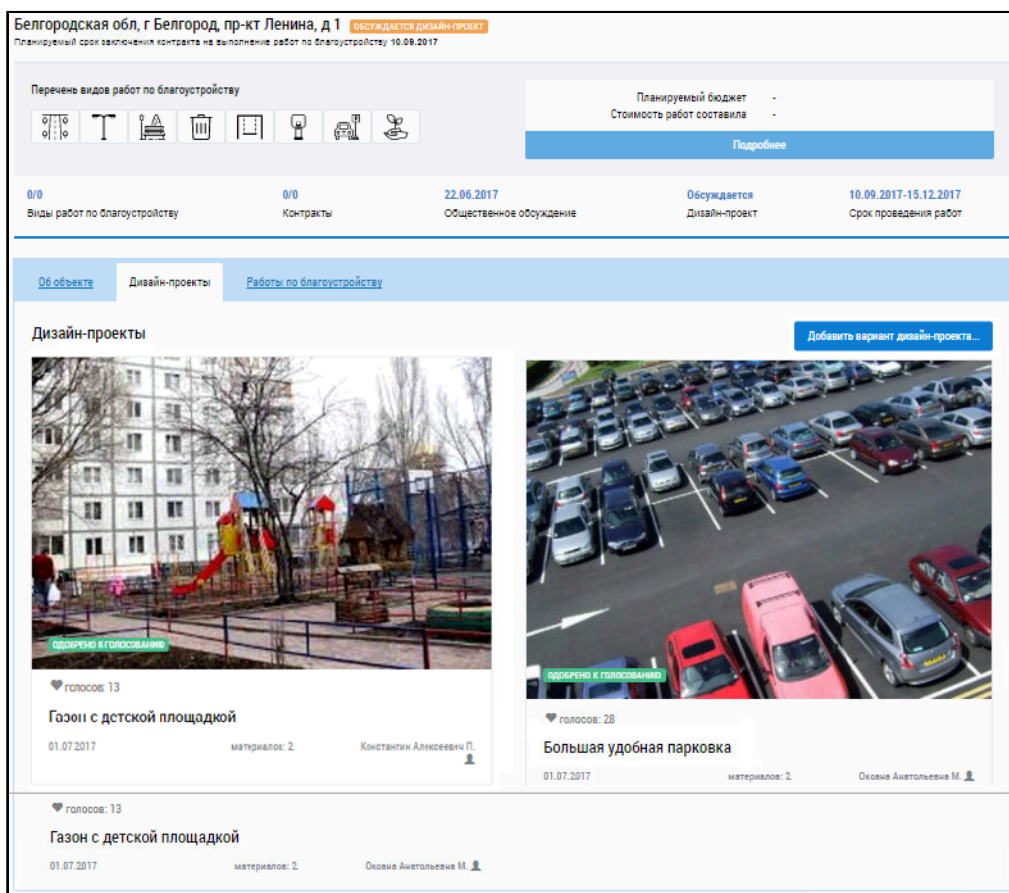 Белгородская обл, г Белгород, пр-кт Ленина, д 1 ОБСУЖДАЕТСЯ ДИЗАЙН-ПРОЕКТ
Планируемый срок заключения контракта на выполнение работ по благоустройству 10.09.2017
Перечень видов работ по благоустройству
Планируемый бюджет -
Стоимость работ составила -
Подробнее
0/0 0/0 22.06.2017 Обсуждается 10.09.2017-15.12.2017
Виды работ по благоустройству Контракты Общественное обсуждение Дизайн-проект Срок проведения работ
Об объекте Дизайн-проекты Работы по благоустройству
Дизайн-проекты
Добавить вариант дизайн-проекта...
ОДОБРЕНО К ГОЛОСОВАНИЮ
голосов: 13
Газон с детской площадкой
01.07.2017 материалов: 2 Константин Алексеевич П.
ОДОБРЕНО К ГОЛОСОВАНИЮ
голосов: 28
Большая удобная парковка
01.07.2017 материалов: 2 Оксана Анатольевна М.
голосов: 13
Газон с детской площадкой
01.07.2017 материалов: 2 Оксана Анатольевна М.